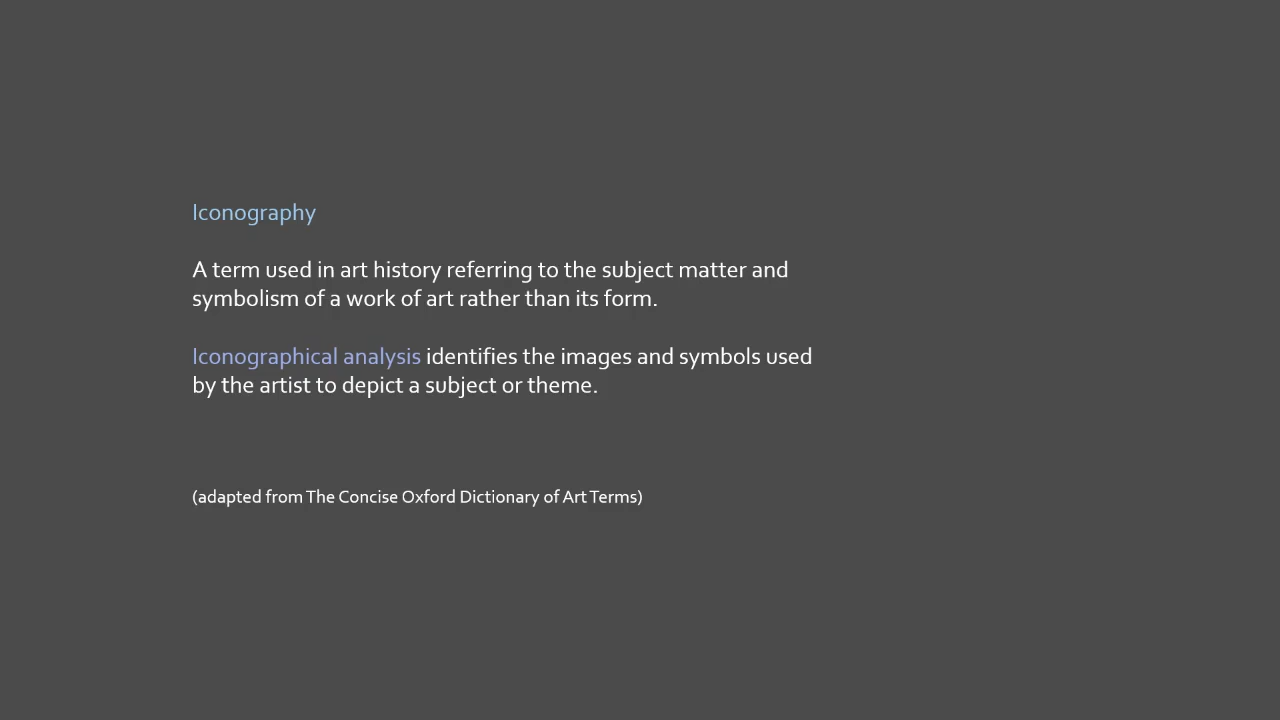 Iconography
A term used in art history referring to the subject matter and
symbolism of a work of art rather than its form.
Iconographical analysis identifies the images and symbols used
by the artist to depict a subject or theme.
(adapted from The Concise Oxford Dictionary of Art Terms)